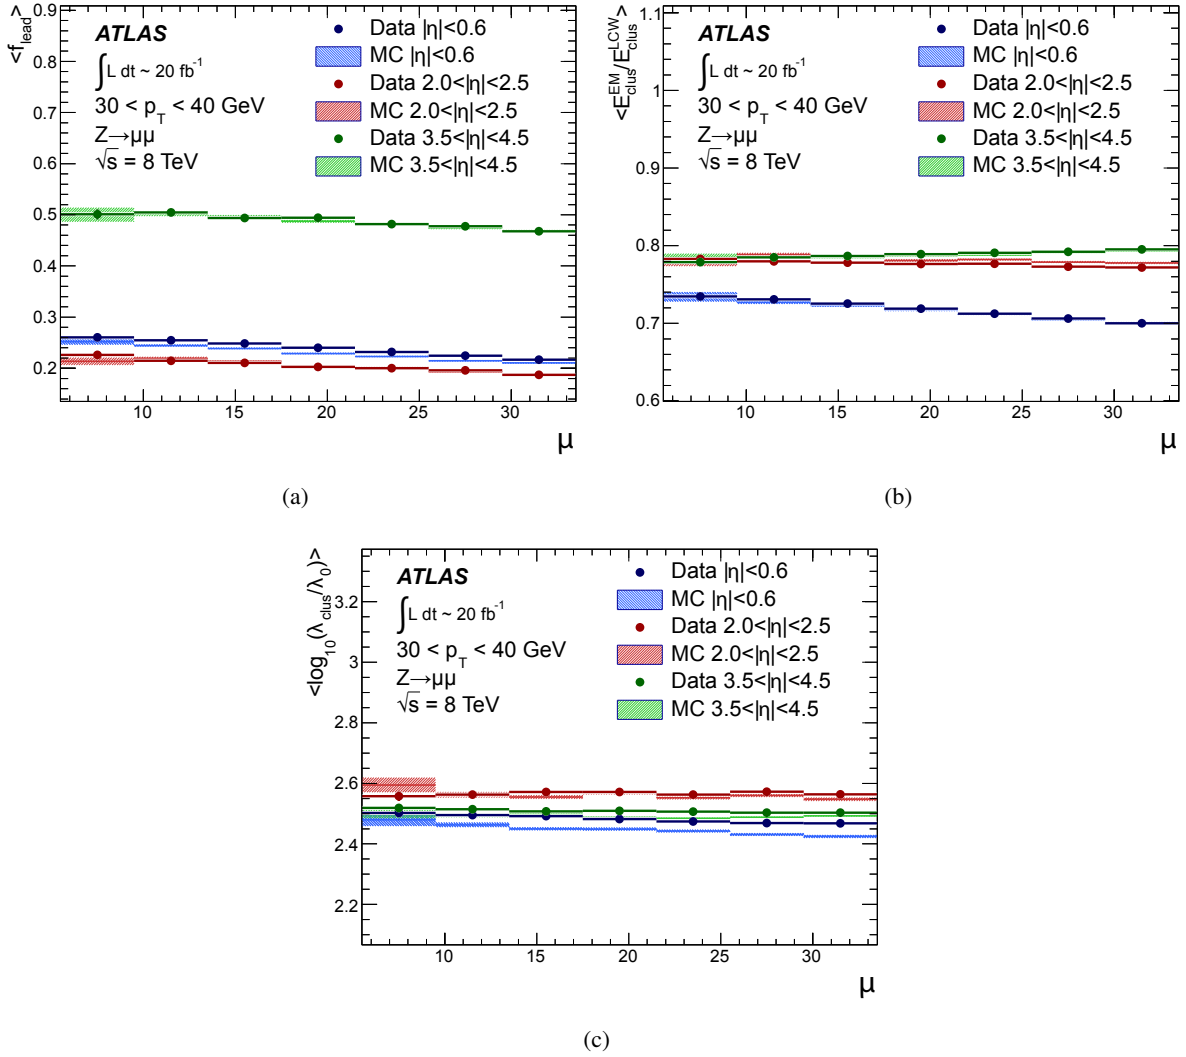 <f_lead>
0.9
0.8
0.7
0.6
0.5
0.4
0.3
0.2
ATLAS
∫L dt ~ 20 fb⁻¹
30 < p_T < 40 GeV
Z→μμ
√s = 8 TeV
Data |η|<0.6
MC |η|<0.6
Data 2.0<|η|<2.5
MC 2.0<|η|<2.5
Data 3.5<|η|<4.5
MC 3.5<|η|<4.5
10 15 20 25 30
μ
(a)
<E^EM_clus/E^LCW_clus>
1.1
1
0.9
0.8
0.7
0.6
ATLAS
∫L dt ~ 20 fb⁻¹
30 < p_T < 40 GeV
Z→μμ
√s = 8 TeV
Data |η|<0.6
MC |η|<0.6
Data 2.0<|η|<2.5
MC 2.0<|η|<2.5
Data 3.5<|η|<4.5
MC 3.5<|η|<4.5
10 15 20 25 30
μ
(b)
<log₁₀(λ_clus/λ₀)>
3.2
3
2.8
2.6
2.4
2.2
ATLAS
∫L dt ~ 20 fb⁻¹
30 < p_T < 40 GeV
Z→μμ
√s = 8 TeV
Data |η|<0.6
MC |η|<0.6
Data 2.0<|η|<2.5
MC 2.0<|η|<2.5
Data 3.5<|η|<4.5
MC 3.5<|η|<4.5
10 15 20 25 30
μ
(c)